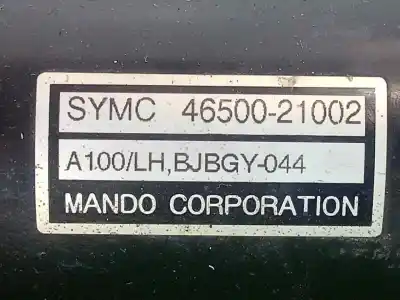 SYMC 46500-21002
A100/LH,BJBGY-044
MANDO CORPORATION